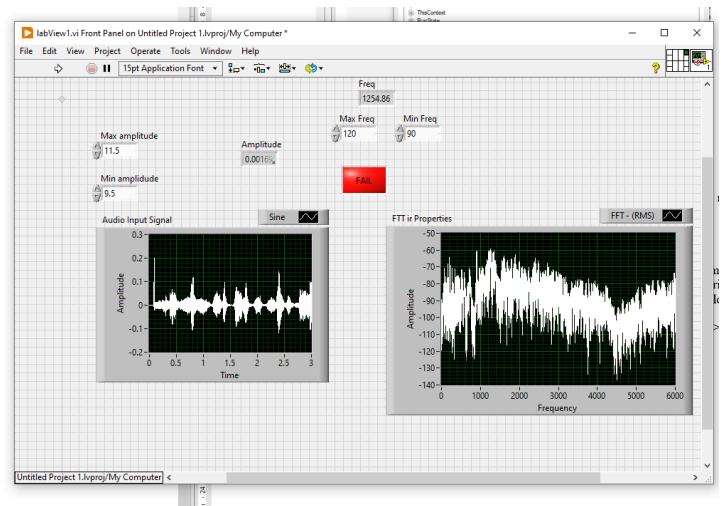 ThisContext
labView1.vi Front Panel on Untitled Project 1.lvproj/My Computer *
File Edit View Project Operate Tools Window Help
15pt Application Font
1
Freq
1254.86
Max Freq Min Freq
120 90
Max amplitude
11.5
Amplitude
0.00165
Min amplidude
9.5
FAIL
Audio Input Signal
Sine
Amplitude
0.3
0.2
0.1
0
-0.1
-0.2
0 0.5 1 1.5 2 2.5 3
Time
FTT ir Properties
FFT - (RMS)
Amplitude
-50
-60
-70
-80
-90
-100
-110
-120
-130
-140
0 1000 2000 3000 4000 5000 6000
Frequency
Untitled Project 1.lvproj/My Computer
24